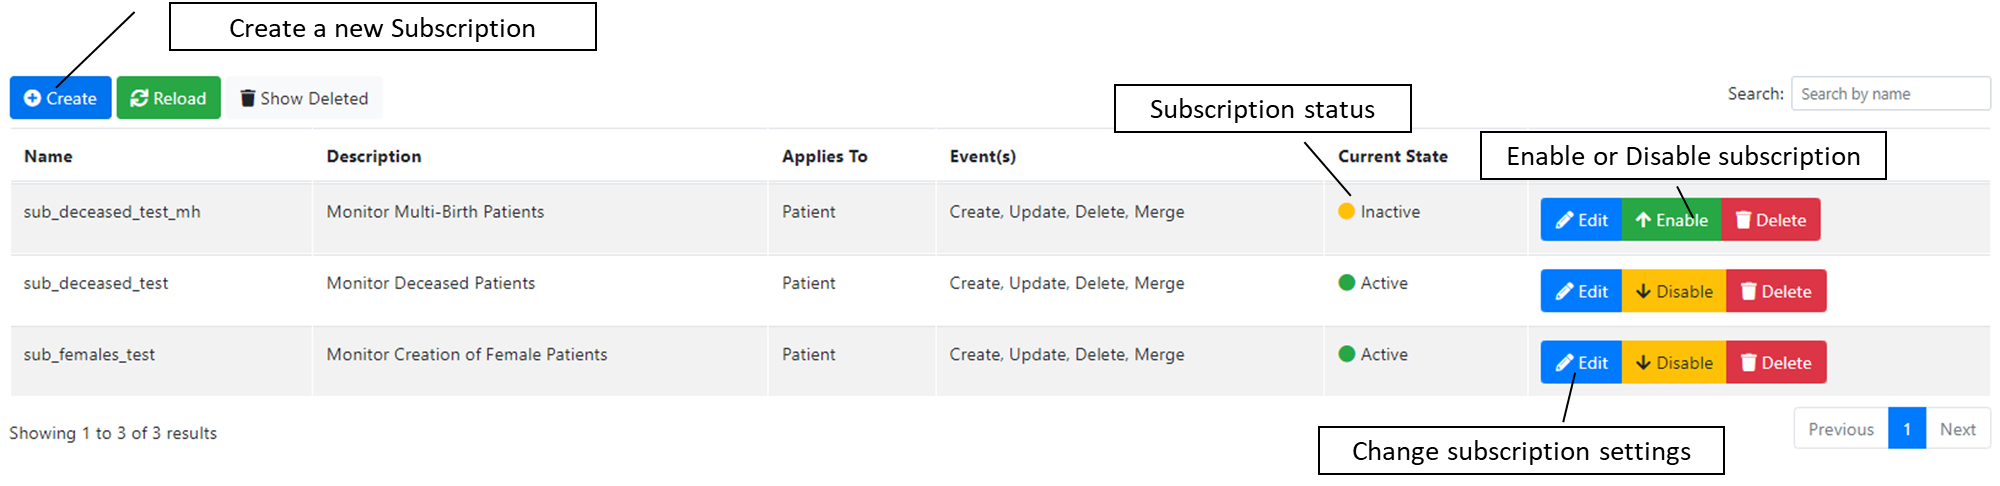 Create a new Subscription
Create Reload Show Deleted
Search: Search by name
Subscription status
Enable or Disable subscription
Name Description Applies To Event(s) Current State
sub_deceased_test_mh Monitor Multi-Birth Patients Patient Create, Update, Delete, Merge Inactive Edit Enable Delete
sub_deceased_test Monitor Deceased Patients Patient Create, Update, Delete, Merge Active Edit Disable Delete
sub_females_test Monitor Creation of Female Patients Patient Create, Update, Delete, Merge Active Edit Disable Delete
Showing 1 to 3 of 3 results
Previous 1 Next
Change subscription settings